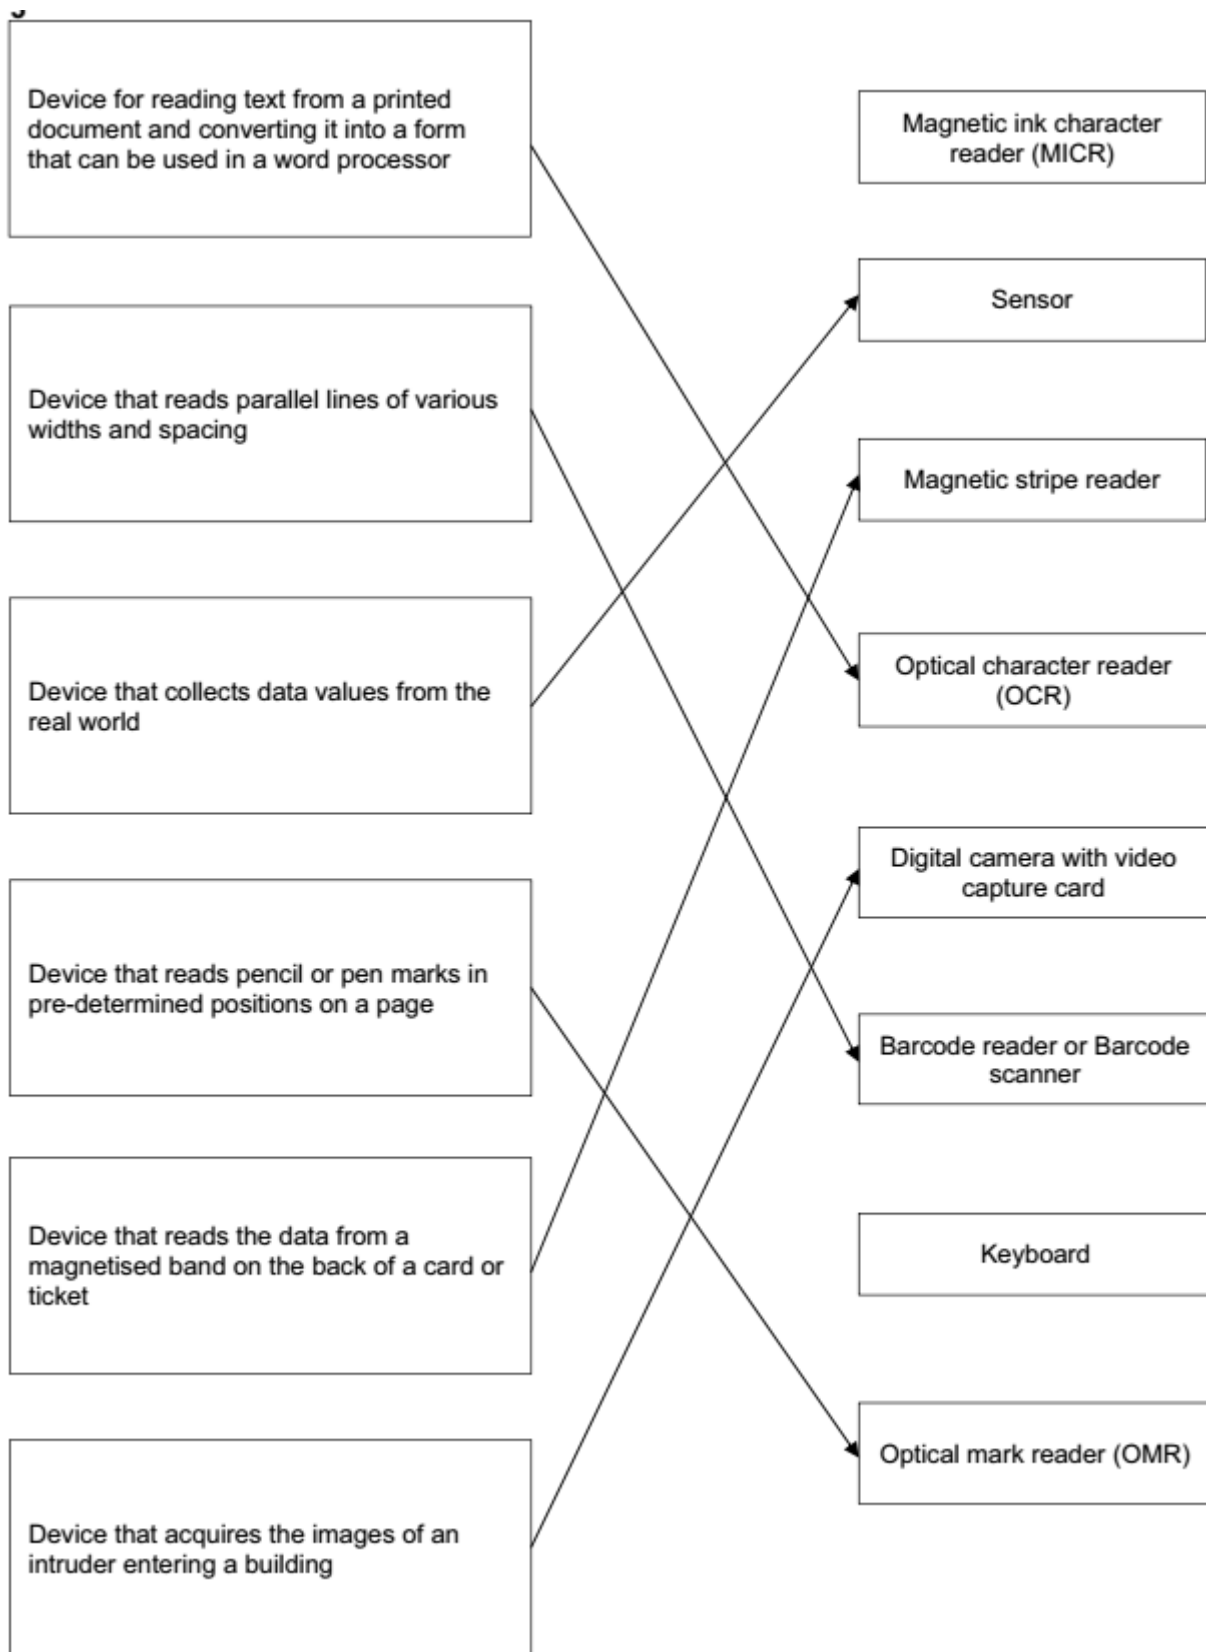 Device for reading text from a printed
document and converting it into a form
that can be used in a word processor
Device that reads parallel lines of various
widths and spacing
Device that collects data values from the
real world
Device that reads pencil or pen marks in
pre-determined positions on a page
Device that reads the data from a
magnetised band on the back of a card or
ticket
Device that acquires the images of an
intruder entering a building
Magnetic ink character
reader (MICR)
Sensor
Magnetic stripe reader
Optical character reader
(OCR)
Digital camera with video
capture card
Barcode reader or Barcode
scanner
Keyboard
Optical mark reader (OMR)